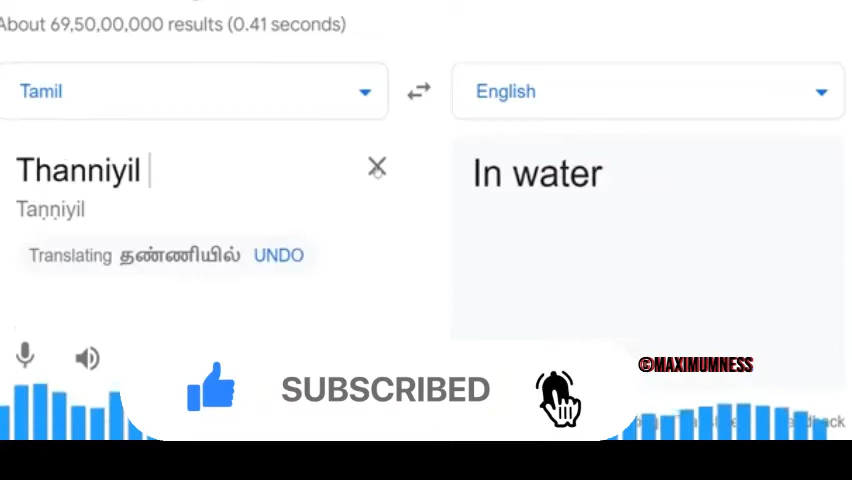 About 69,50,00,000 results (0.41 seconds)
Tamil English
Thanniyil In water
Taṇṇiyil
Translating தண்ணியில் UNDO
©MAXIMUMNESS
SUBSCRIBED